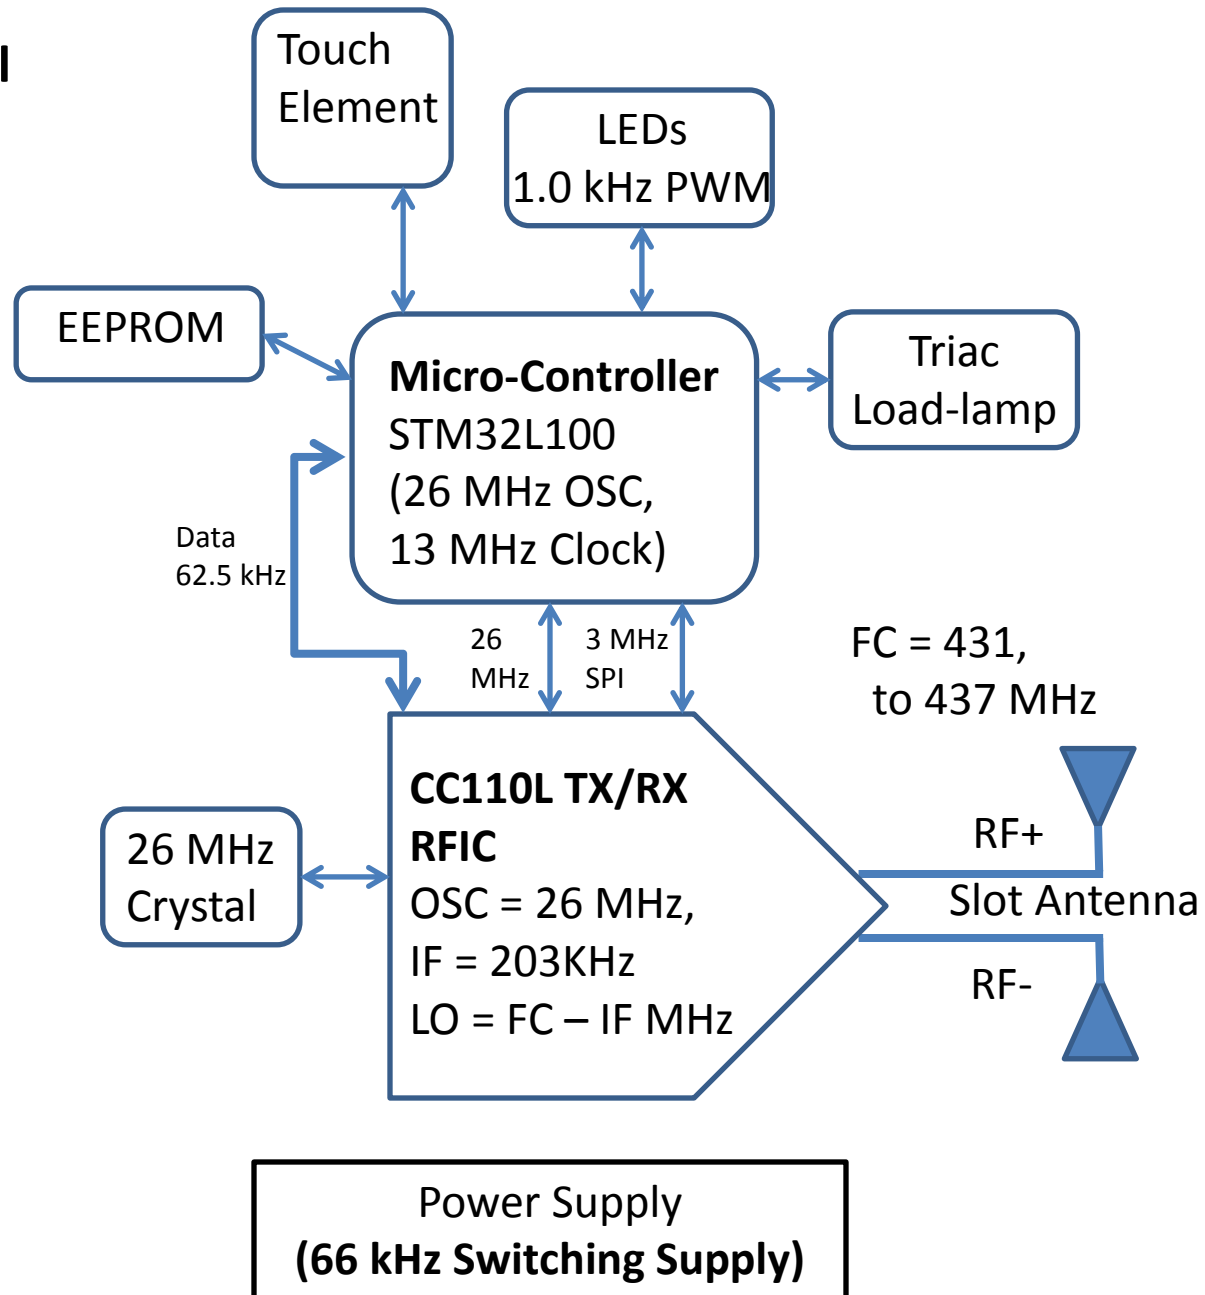 Touch
Element
LEDs
1.0 kHz PWM
EEPROM
Micro-Controller
STM32L100
(26 MHz OSC,
13 MHz Clock)
Triac
Load-lamp
Data
62.5 kHz
26
MHz
3 MHz
SPI
FC = 431,
to 437 MHz
CC110L TX/RX
RFIC
OSC = 26 MHz,
IF = 203KHz
LO = FC – IF MHz
26 MHz
Crystal
RF+
Slot Antenna
RF-
Power Supply
(66 kHz Switching Supply)